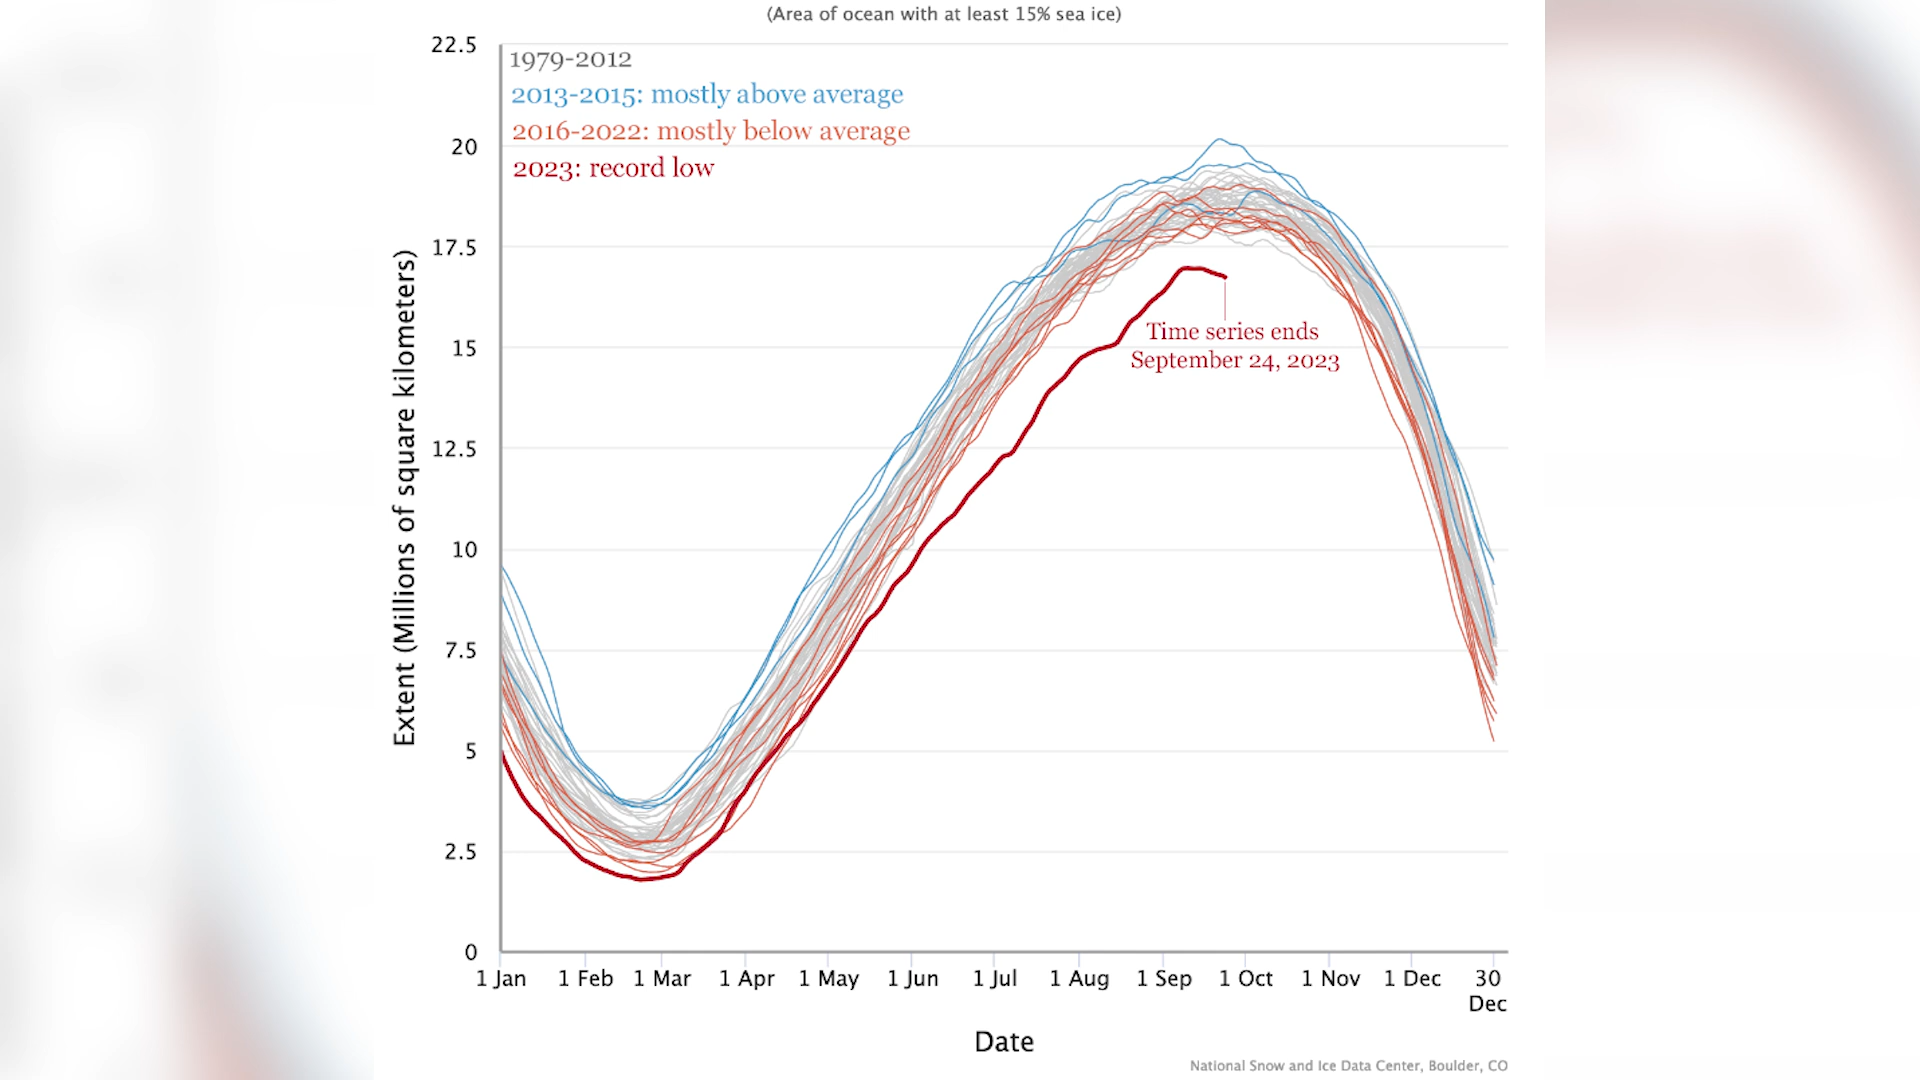 (Area of ocean with at least 15% sea ice)
22.5
1979-2012
2013-2015: mostly above average
2016-2022: mostly below average
2023: record low
20
17.5
15
12.5
10
7.5
5
2.5
0
Extent (Millions of square kilometers)
Time series ends
September 24, 2023
1 Jan 1 Feb 1 Mar 1 Apr 1 May 1 Jun 1 Jul 1 Aug 1 Sep 1 Oct 1 Nov 1 Dec 30
Dec
Date
National Snow and Ice Data Center, Boulder, CO